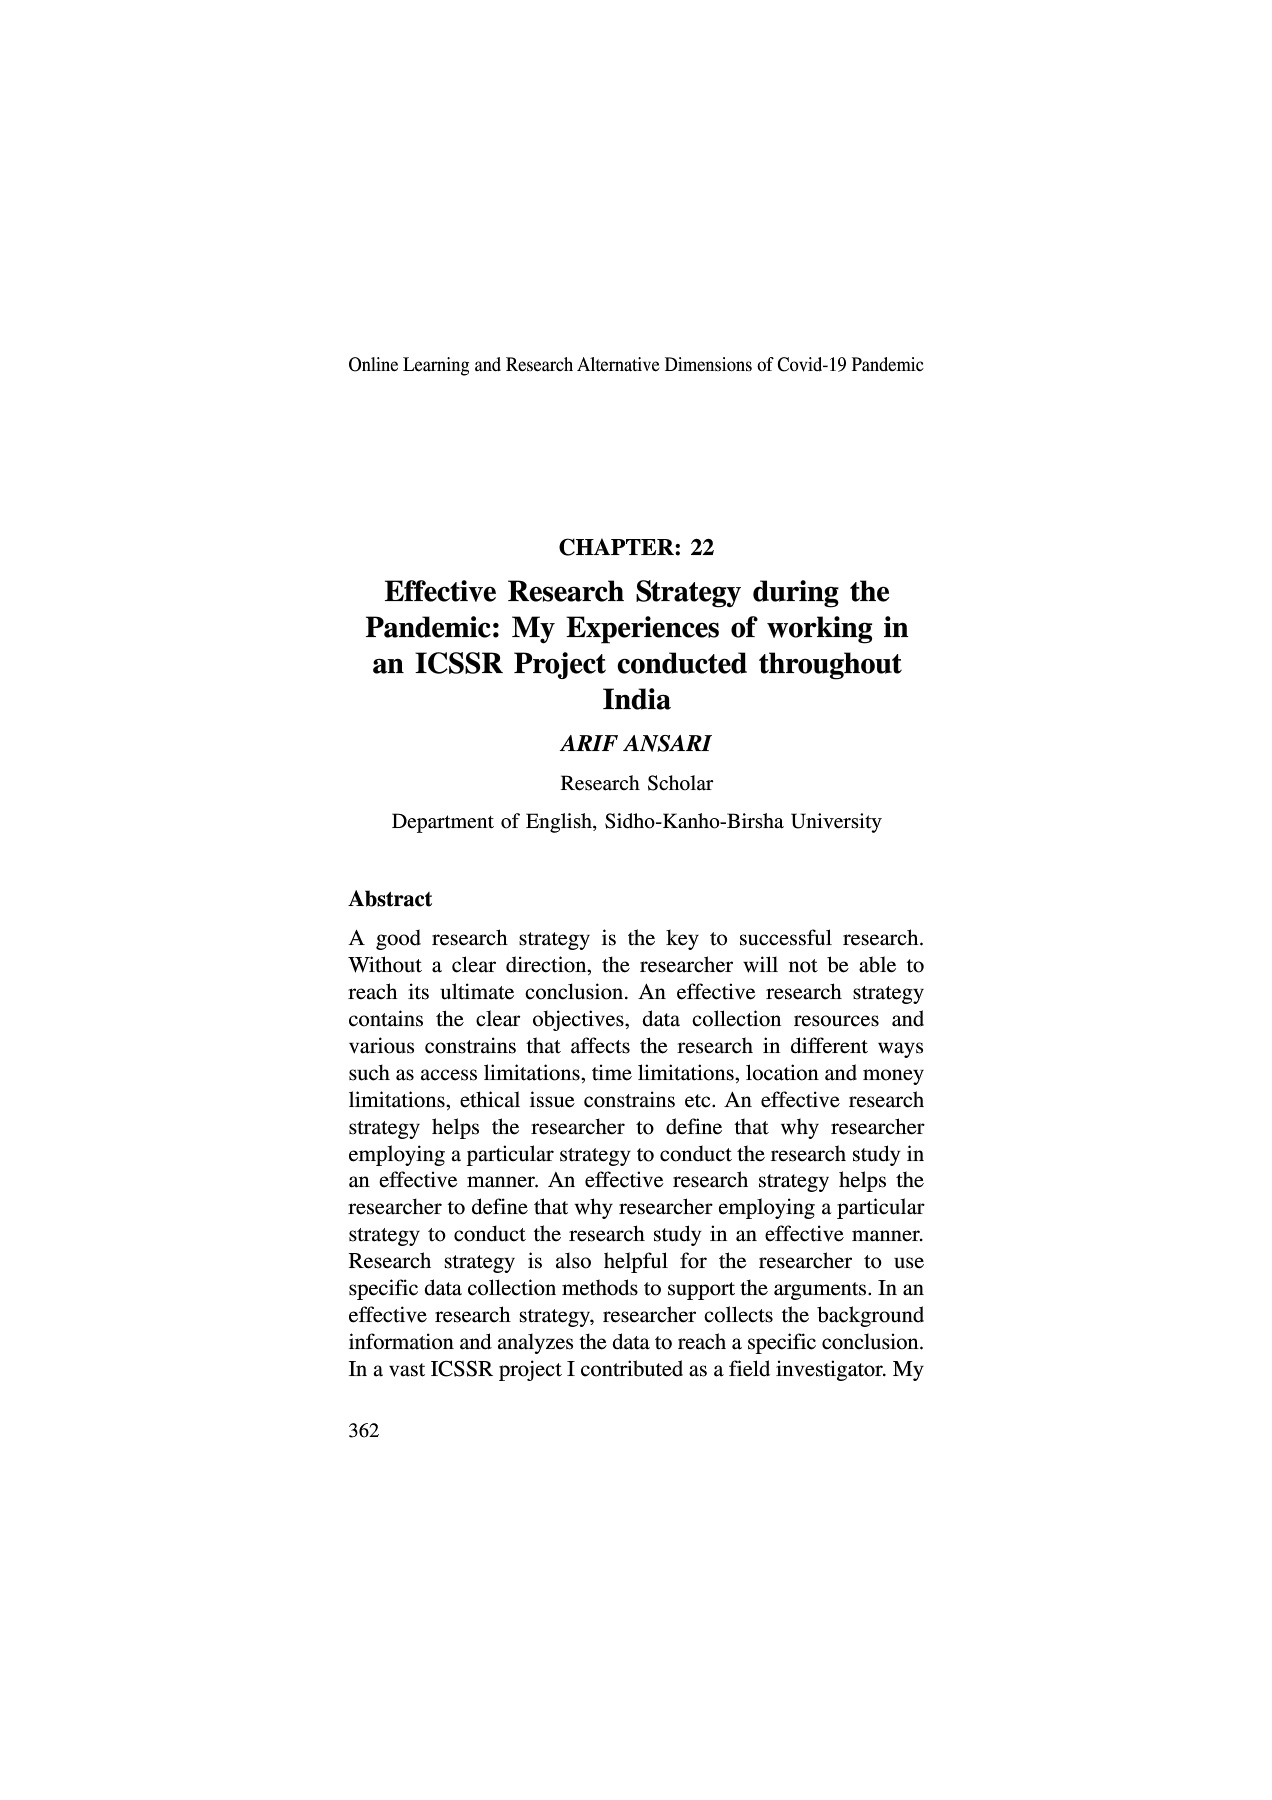 Online Learning and Research Alternative Dimensions of Covid-19 Pandemic
CHAPTER: 22
Effective Research Strategy during the
Pandemic: My Experiences of working in
an ICSSR Project conducted throughout
India
ARIF ANSARI
Research Scholar
Department of English, Sidho-Kanho-Birsha University
Abstract
A good research strategy is the key to successful research.
Without a clear direction, the researcher will not be able to
reach its ultimate conclusion. An effective research strategy
contains the clear objectives, data collection resources and
various constrains that affects the research in different ways
such as access limitations, time limitations, location and money
limitations, ethical issue constrains etc. An effective research
strategy helps the researcher to define that why researcher
employing a particular strategy to conduct the research study in
an effective manner. An effective research strategy helps the
researcher to define that why researcher employing a particular
strategy to conduct the research study in an effective manner.
Research strategy is also helpful for the researcher to use
specific data collection methods to support the arguments. In an
effective research strategy, researcher collects the background
information and analyzes the data to reach a specific conclusion.
In a vast ICSSR project I contributed as a field investigator. My
362